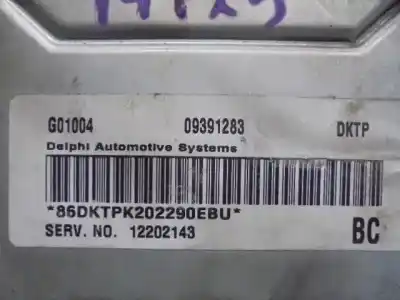 G01004 09391283 DKTP
Delphi Automotive Systems
*86DKTPK202290EBU*
SERV. NO. 12202143 BC